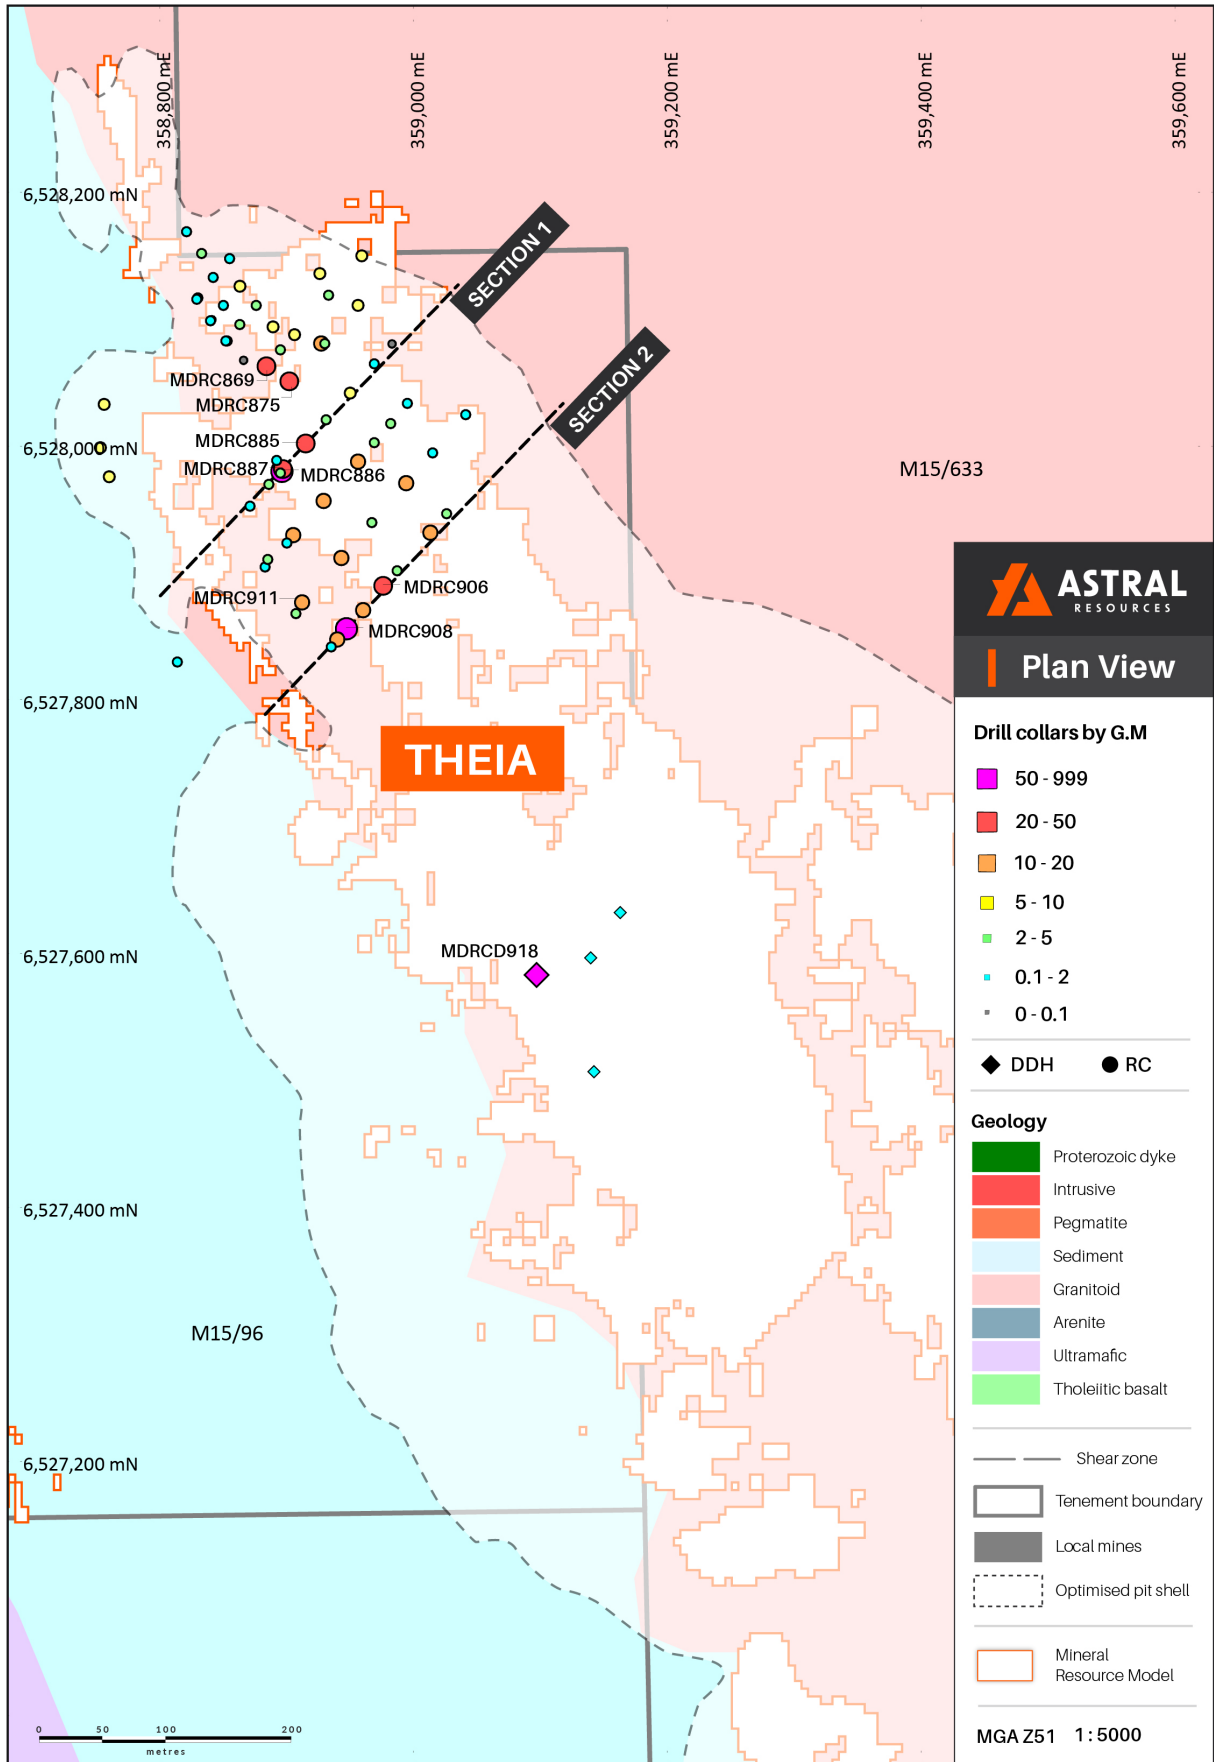 358,800 mE
359,000 mE
359,200 mE
359,400 mE
359,600 mE
6,528,200 mN
SECTION 1
SECTION 2
MDRC869
MDRC875
MDRC885
6,528,000 mN
MDRC887
MDRC886
M15/633
MDRC911
MDRC906
MDRC908
6,527,800 mN
THEIA
MDRCD918
6,527,600 mN
6,527,400 mN
M15/96
6,527,200 mN
0 50 100 200
metres
ASTRAL
RESOURCES
Plan View
Drill collars by G.M
50 - 999
20 - 50
10 - 20
5 - 10
2 - 5
0.1 - 2
0 - 0.1
DDH RC
Geology
Proterozoic dyke
Intrusive
Pegmatite
Sediment
Granitoid
Arenite
Ultramafic
Tholeiitic basalt
Shear zone
Tenement boundary
Local mines
Optimised pit shell
Mineral
Resource Model
MGA Z51 1 : 5000